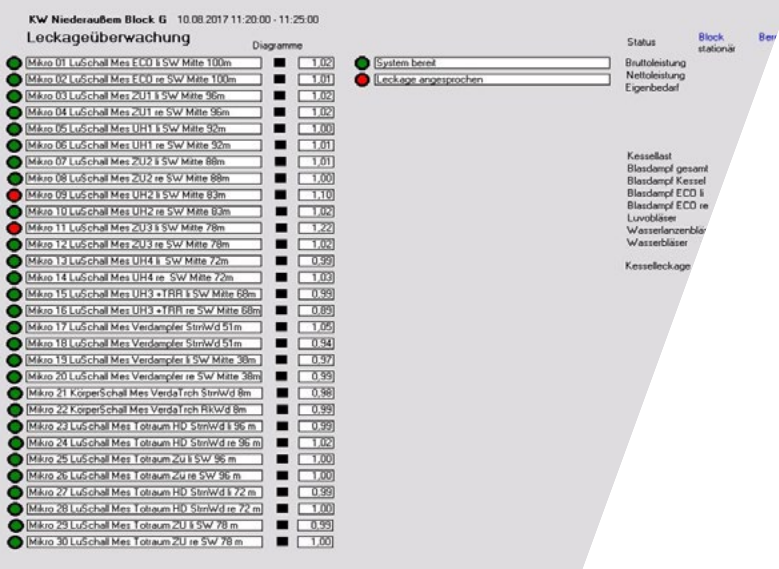 KW Niederaußem Block G 10.08.2017 11:20:00 - 11:25:00
Leckageüberwachung
Diagramme
Mikro 01 LuSchall Mes ECO li SW Mitte 100m 1,02
Mikro 02 LuSchall Mes ECO re SW Mitte 100m 1,01
Mikro 03 LuSchall Mes ZU1 li SW Mitte 96m 1,02
Mikro 04 LuSchall Mes ZU1 re SW Mitte 96m 1,02
Mikro 05 LuSchall Mes UH1 li SW Mitte 92m 1,00
Mikro 06 LuSchall Mes UH1 re SW Mitte 92m 1,01
Mikro 07 LuSchall Mes ZU2 li SW Mitte 88m 1,01
Mikro 08 LuSchall Mes ZU2 re SW Mitte 88m 1,00
Mikro 09 LuSchall Mes UH2 li SW Mitte 83m 1,10
Mikro 10 LuSchall Mes UH2 re SW Mitte 83m 1,02
Mikro 11 LuSchall Mes ZU3 li SW Mitte 78m 1,22
Mikro 12 LuSchall Mes ZU3 re SW Mitte 78m 1,02
Mikro 13 LuSchall Mes UH4 li SW Mitte 72m 0,99
Mikro 14 LuSchall Mes UH4 re SW Mitte 72m 1,03
Mikro 15 LuSchall Mes UH3 +TRR li SW Mitte 68m 0,99
Mikro 16 LuSchall Mes UH3 +TRR re SW Mitte 68m 0,89
Mikro 17 LuSchall Mes Verdampfer StrnWd 51m 1,05
Mikro 18 LuSchall Mes Verdampfer StrnWd 51m 0,94
Mikro 19 LuSchall Mes Verdampfer li SW Mitte 38m 0,97
Mikro 20 LuSchall Mes Verdampfer re SW Mitte 38m 0,99
Mikro 21 KörperSchall Mes VerdaTrch StrnWd 8m 0,98
Mikro 22 KörperSchall Mes VerdaTrch RkWd 8m 0,99
Mikro 23 LuSchall Mes Totraum HD StrnWd li 96 m 0,99
Mikro 24 LuSchall Mes Totraum HD StrnWd re 96 m 1,02
Mikro 25 LuSchall Mes Totraum Zü li SW 96 m 1,00
Mikro 26 LuSchall Mes Totraum Zü re SW 96 m 1,00
Mikro 27 LuSchall Mes Totraum HD StrnWd li 72 m 0,99
Mikro 28 LuSchall Mes Totraum HD StrnWd re 72 m 1,00
Mikro 29 LuSchall Mes Totraum ZÜ li SW 78 m 0,99
Mikro 30 LuSchall Mes Totraum ZÜ re SW 78 m 1,00
System bereit
Leckage angesprochen
Status Block Ber
stationär
Bruttoleistung
Nettoleistung
Eigenbedarf
Kessellast
Blasdampf gesamt
Blasdampf Kessel
Blasdampf ECO li
Blasdampf ECO re
Luvobläser
Wasserlanzenblä
Wasserbläser
Kesselleckage